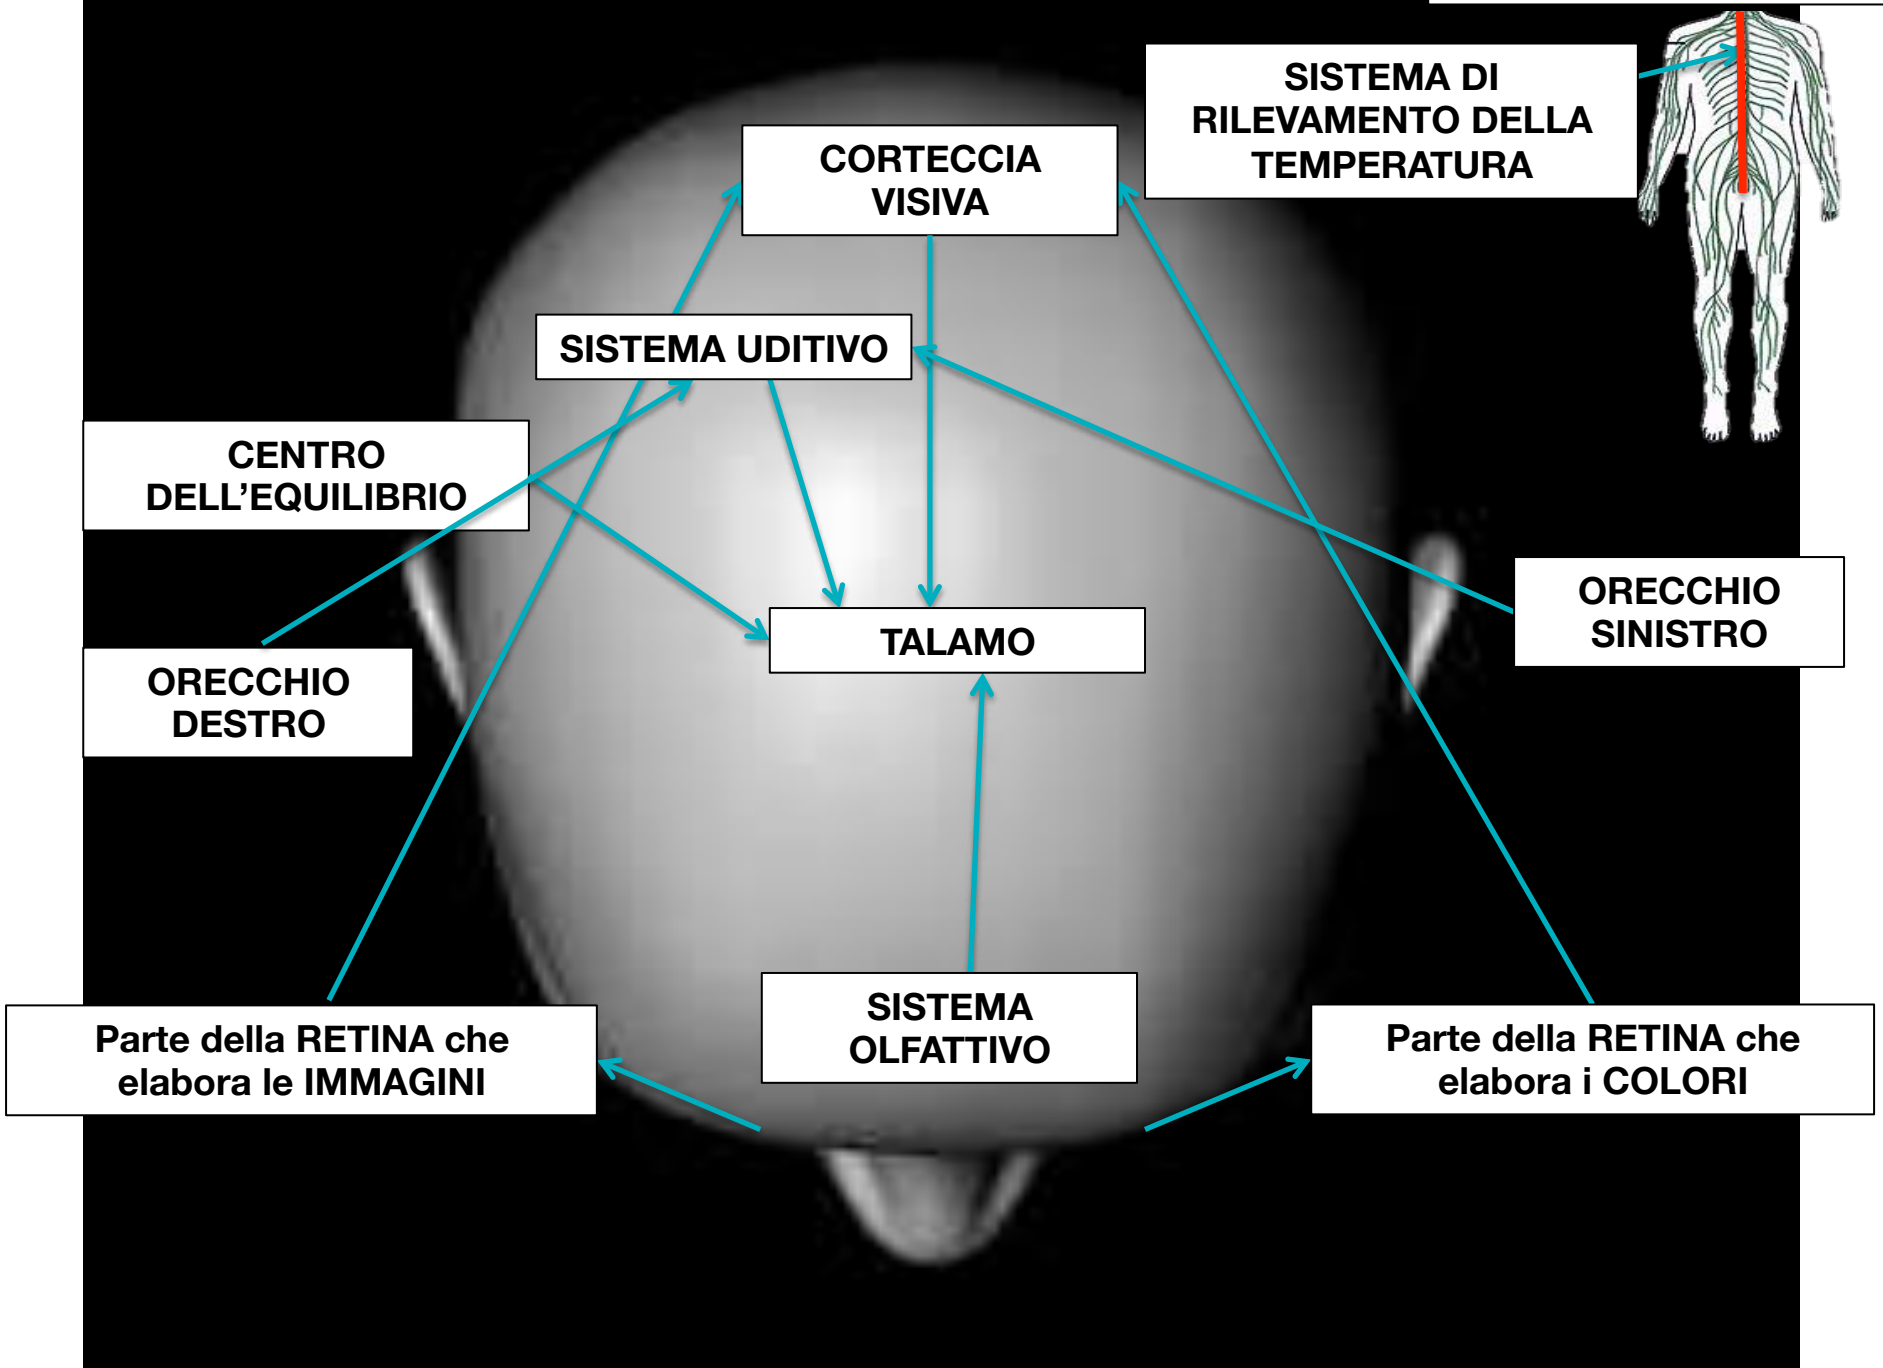 SISTEMA DI
RILEVAMENTO DELLA
TEMPERATURA
CORTECCIA
VISIVA
SISTEMA UDITIVO
CENTRO
DELL’EQUILIBRIO
ORECCHIO
SINISTRO
TALAMO
ORECCHIO
DESTRO
SISTEMA
OLFATTIVO
Parte della RETINA che
elabora le IMMAGINI
Parte della RETINA che
elabora i COLORI